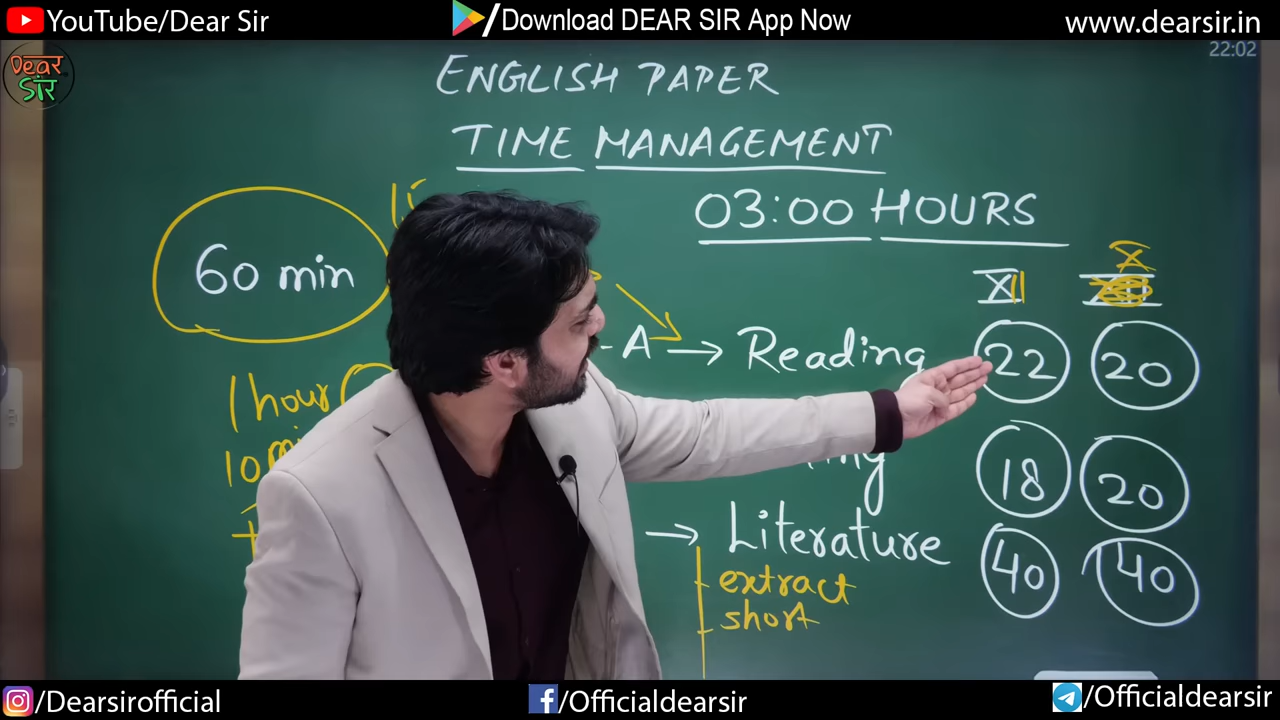 /YouTube/Dear Sir
/Download DEAR SIR App Now
www.dearsir.in
22:02
Dear
Sir
ENGLISH PAPER
TIME MANAGEMENT
03:00 HOURS
60 min
XII X
- A → Reading 22 20
18 20
→ Literature 40 40
extract
short
1 hour
10
/Dearsirofficial
/Officialdearsir
/Officialdearsir